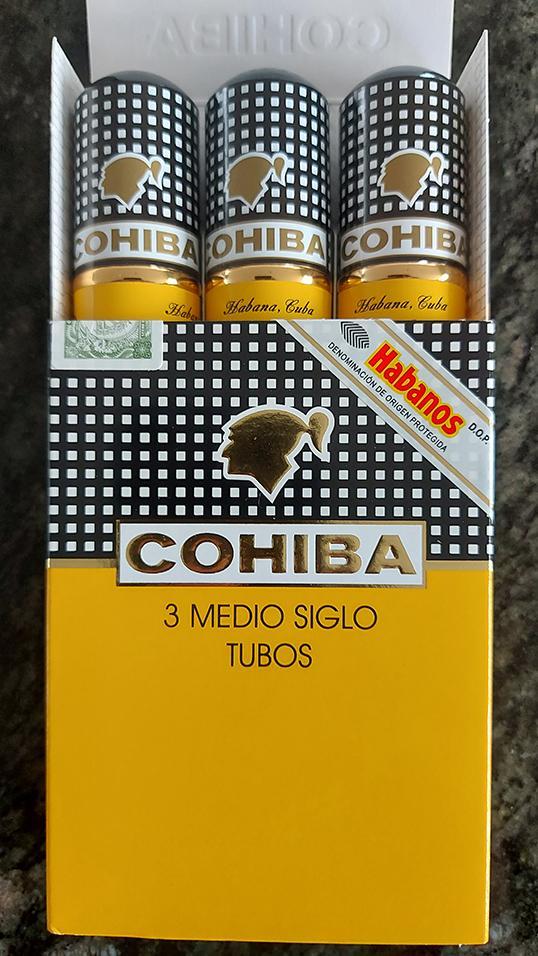 COHIBA
COHIBA COHIBA COHIBA
Habana, Cuba Habana, Cuba
Habanos
DENOMINACIÓN DE ORIGEN PROTEGIDA D.O.P.
COHIBA
3 MEDIO SIGLO
TUBOS